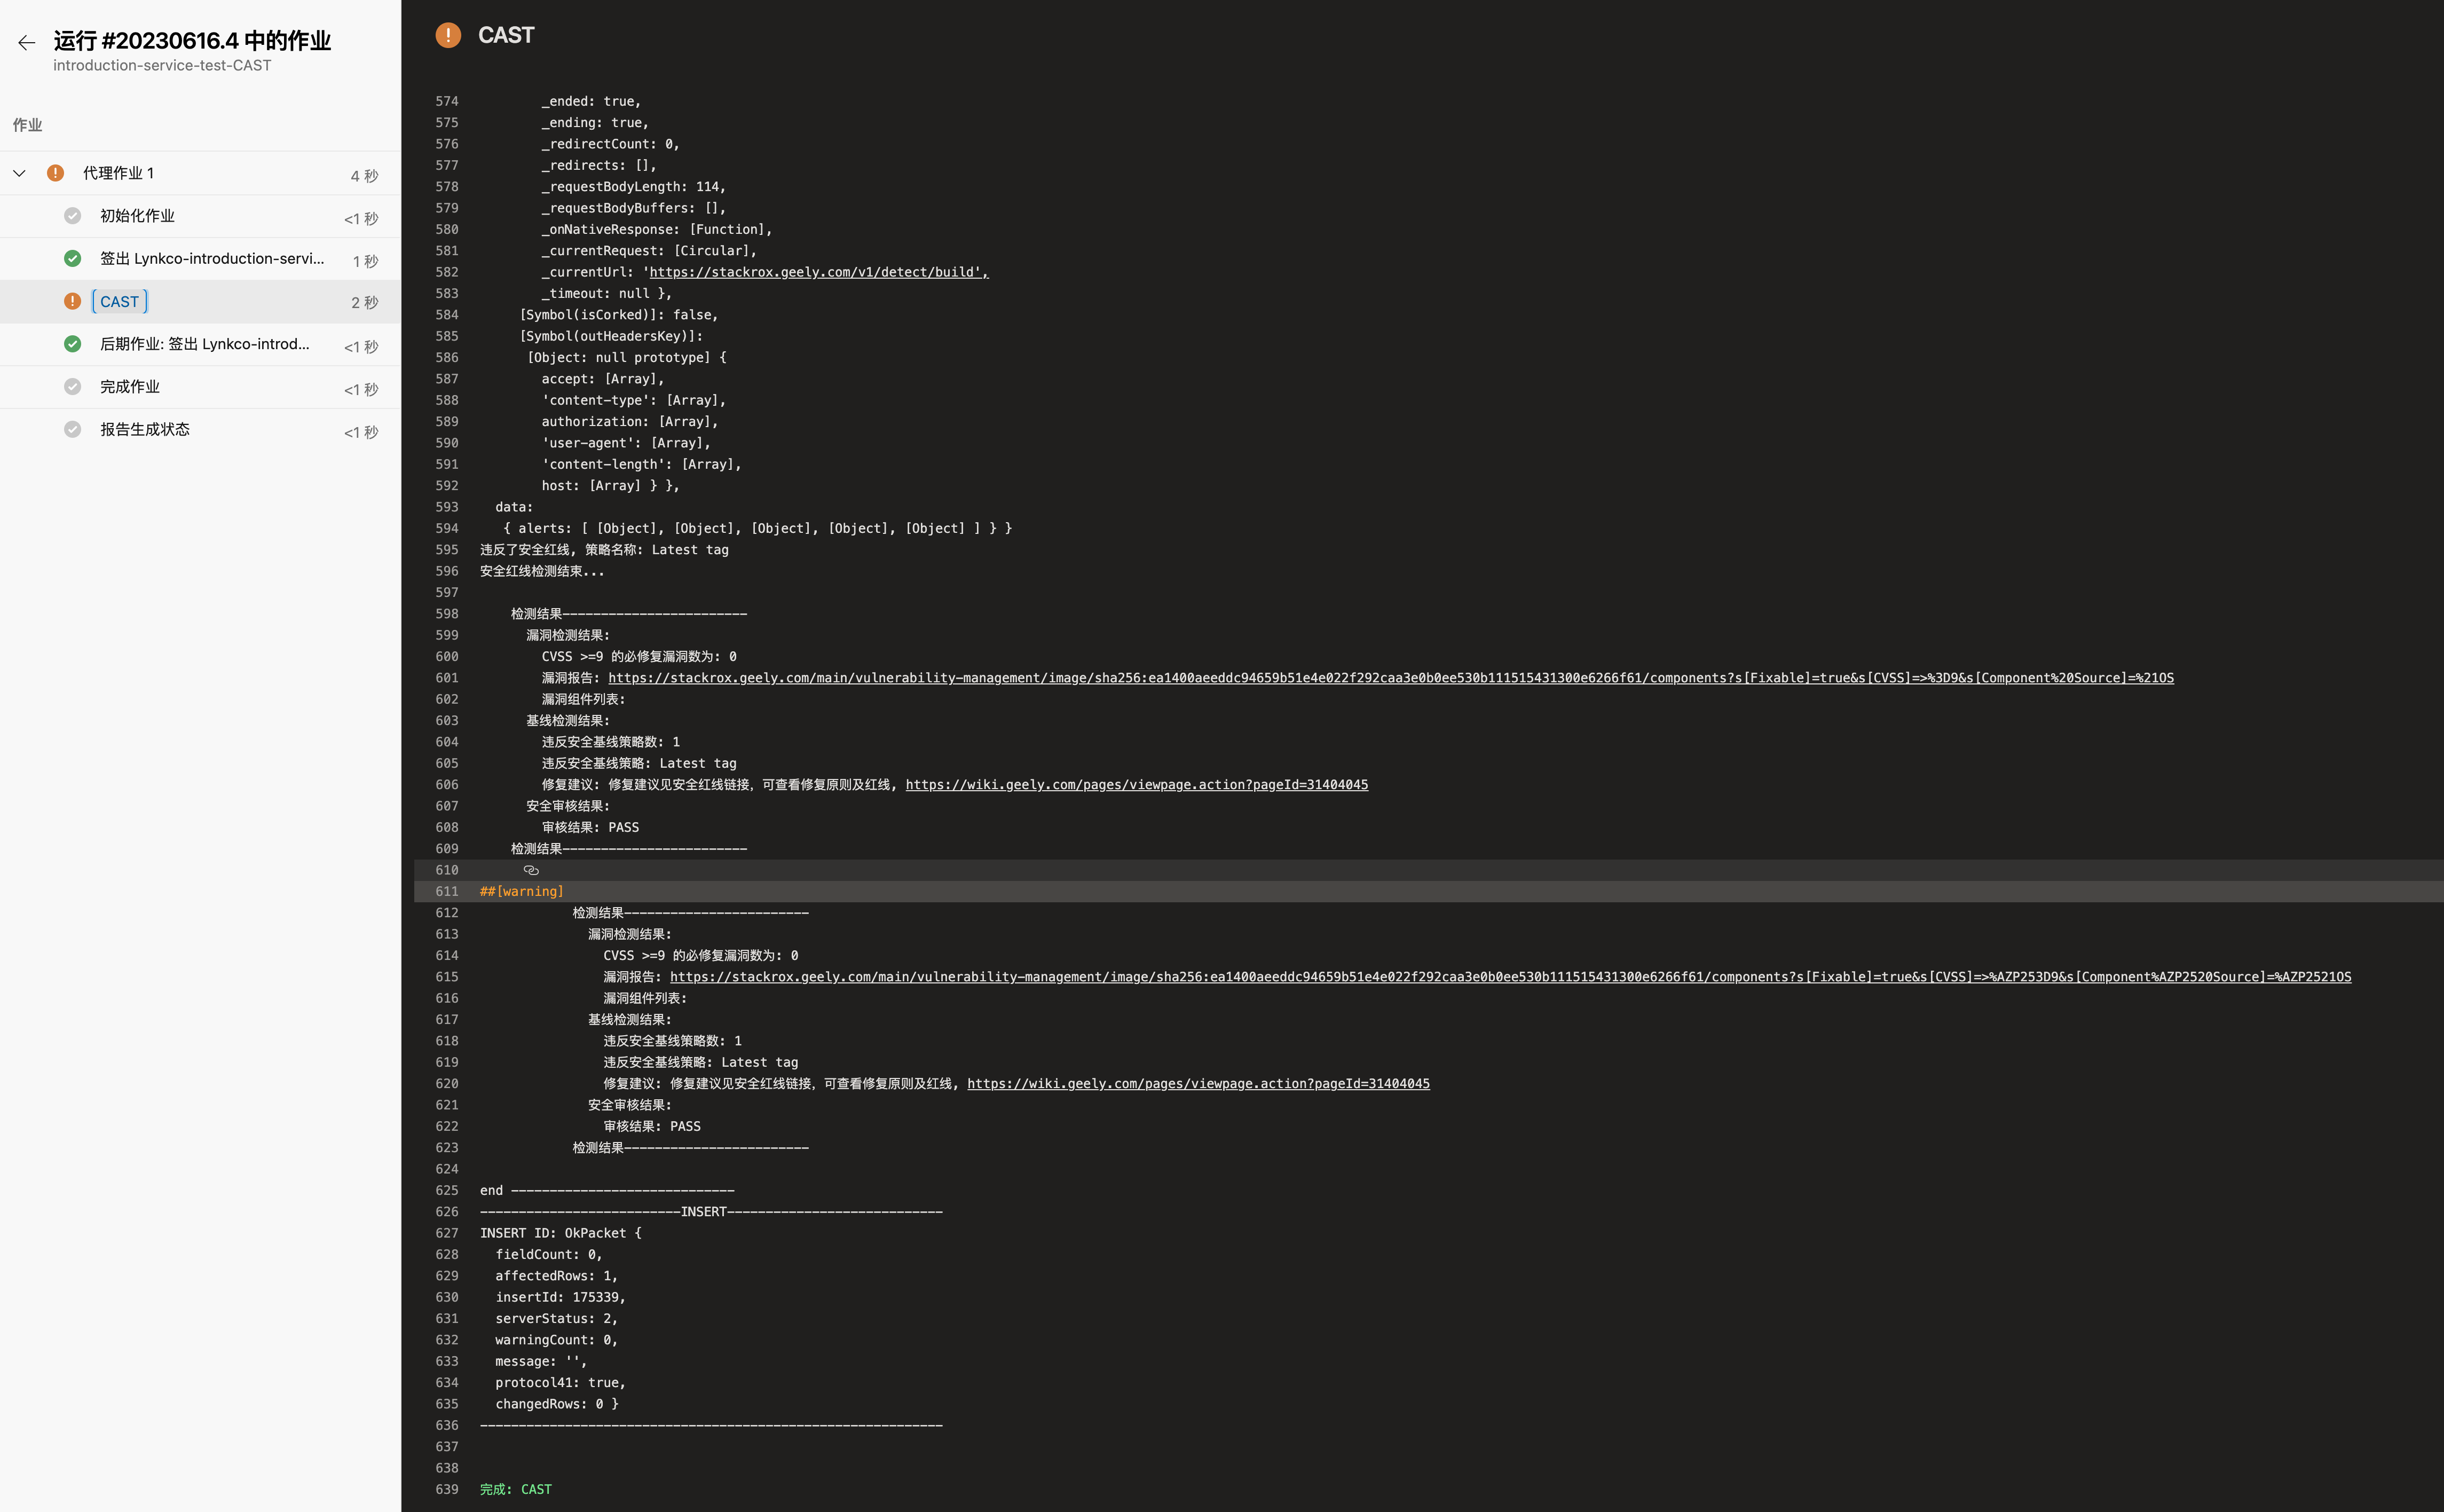 运行 #20230616.4 中的作业
introduction-service-test-CAST
作业
代理作业 1 4 秒
初始化作业 <1 秒
签出 Lynkco-introduction-servi... 1 秒
CAST 2 秒
后期作业: 签出 Lynkco-introd... <1 秒
完成作业 <1 秒
报告生成状态 <1 秒
CAST
574 _ended: true,
575 _ending: true,
576 _redirectCount: 0,
577 _redirects: [],
578 _requestBodyLength: 114,
579 _requestBodyBuffers: [],
580 _onNativeResponse: [Function],
581 _currentRequest: [Circular],
582 _currentUrl: 'https://stackrox.geely.com/v1/detect/build',
583 _timeout: null },
584 [Symbol(isCorked)]: false,
585 [Symbol(outHeadersKey)]:
586 [Object: null prototype] {
587 accept: [Array],
588 'content-type': [Array],
589 authorization: [Array],
590 'user-agent': [Array],
591 'content-length': [Array],
592 host: [Array] } },
593 data:
594 { alerts: [ [Object], [Object], [Object], [Object], [Object] ] } }
595 违反了安全红线, 策略名称: Latest tag
596 安全红线检测结束...
597
598 检测结果------------------------
599 漏洞检测结果:
600 CVSS >=9 的必修复漏洞数为: 0
601 漏洞报告: https://stackrox.geely.com/main/vulnerability-management/image/sha256:ea1400aeeddc94659b51e4e022f292caa3e0b0ee530b111515431300e6266f61/components?s[Fixable]=true&s[CVSS]=>%3D9&s[Component%20Source]=%21OS
602 漏洞组件列表:
603 基线检测结果:
604 违反安全基线策略数: 1
605 违反安全基线策略: Latest tag
606 修复建议: 修复建议见安全红线链接, 可查看修复原则及红线, https://wiki.geely.com/pages/viewpage.action?pageId=31404045
607 安全审核结果:
608 审核结果: PASS
609 检测结果------------------------
610
611 ##[warning]
612 检测结果------------------------
613 漏洞检测结果:
614 CVSS >=9 的必修复漏洞数为: 0
615 漏洞报告: https://stackrox.geely.com/main/vulnerability-management/image/sha256:ea1400aeeddc94659b51e4e022f292caa3e0b0ee530b111515431300e6266f61/components?s[Fixable]=true&s[CVSS]=>%AZP253D9&s[Component%AZP2520Source]=%AZP2521OS
616 漏洞组件列表:
617 基线检测结果:
618 违反安全基线策略数: 1
619 违反安全基线策略: Latest tag
620 修复建议: 修复建议见安全红线链接, 可查看修复原则及红线, https://wiki.geely.com/pages/viewpage.action?pageId=31404045
621 安全审核结果:
622 审核结果: PASS
623 检测结果------------------------
624
625 end -----------------------------
626 --------------------------INSERT----------------------------
627 INSERT ID: OkPacket {
628 fieldCount: 0,
629 affectedRows: 1,
630 insertId: 175339,
631 serverStatus: 2,
632 warningCount: 0,
633 message: '',
634 protocol41: true,
635 changedRows: 0 }
636 ------------------------------------------------------------
637
638
639 完成: CAST